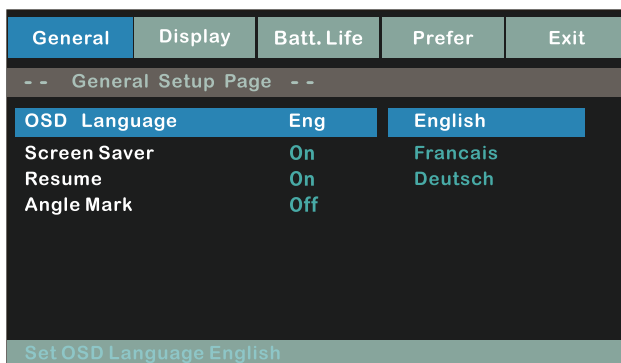 General Display Batt. Life Prefer Exit
-- General Setup Page --
OSD Language Eng English
Screen Saver On Francais
Resume On Deutsch
Angle Mark Off
Set OSD Language English